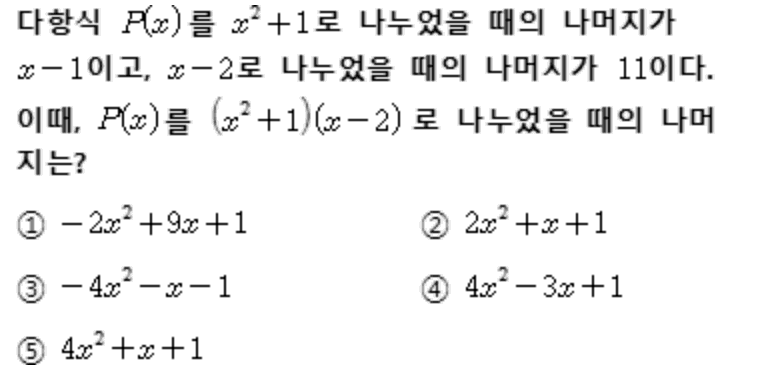 다항식 P(x)를 x²+1로 나누었을 때의 나머지가
x-1이고, x-2로 나누었을 때의 나머지가 11이다.
이때, P(x)를 (x²+1)(x-2)로 나누었을 때의 나머
지는?
① -2x²+9x+1 ② 2x²+x+1
③ -4x²-x-1 ④ 4x²-3x+1
⑤ 4x²+x+1